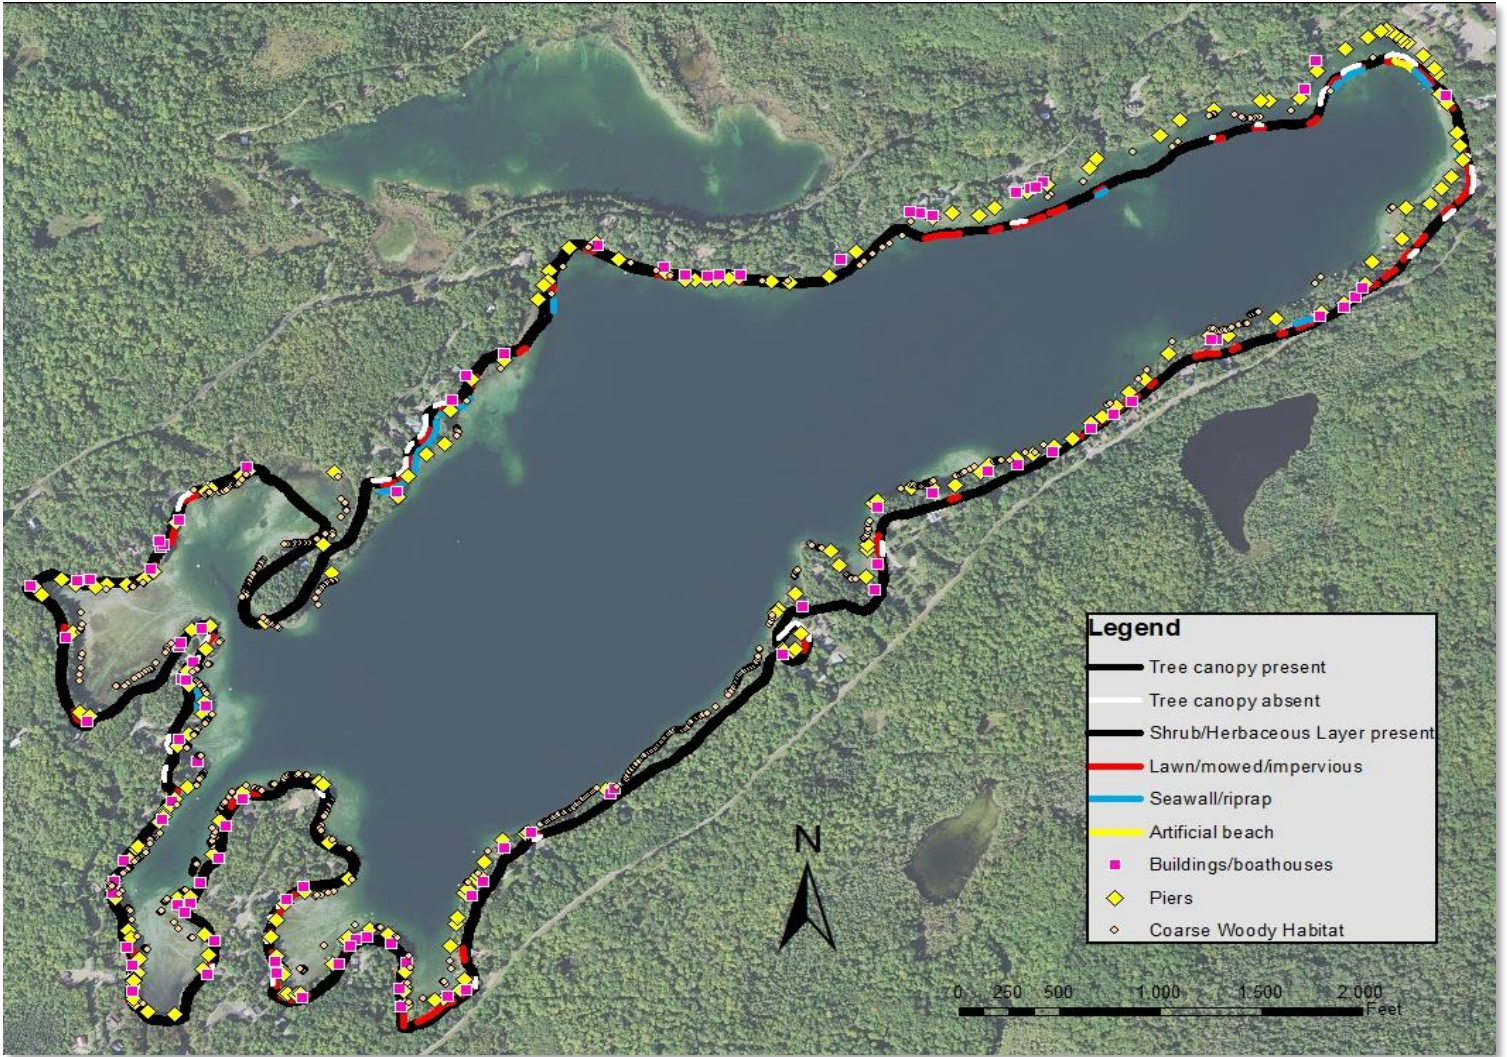 Legend
Tree canopy present
Tree canopy absent
Shrub/Herbaceous Layer present
Lawn/mowed/impervious
Seawall/riprap
Artificial beach
Buildings/boathouses
Piers
Coarse Woody Habitat
N
0 250 500 1 000 1 500 2 000
Feet